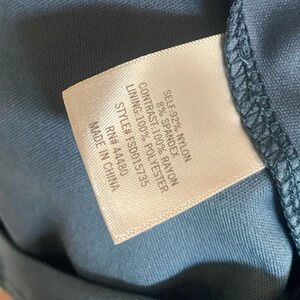 SELF:92% NYLON
8% SPANDEX
CONTRAST:100% RAYON
LINING:100% POLYESTER
STYLE# FSD015735
RN# 44480
MADE IN CHINA